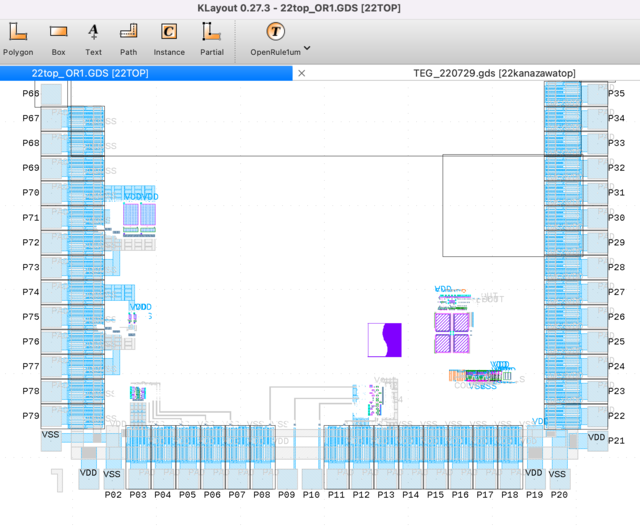 KLayout 0.27.3 - 22top_OR1.GDS [22TOP]
Polygon Box Text Path Instance Partial OpenRule1um
22top_OR1.GDS [22TOP] × TEG_220729.gds [22kanazawatop]
P66 P35
P67 P34
P68 P33
P69 P32
P70 P31
VDD VDD
P71 P30
P72 P29
P73 P28
P74 P27
VDD
P75 P26
P76 P25
P77 P24
P78 P23
P79 P22
VDD
VSS VDD P21
VDD VSS VDD VSS
P02 P03 P04 P05 P06 P07 P08 P09 P10 P11 P12 P13 P14 P15 P16 P17 P18 P19 P20